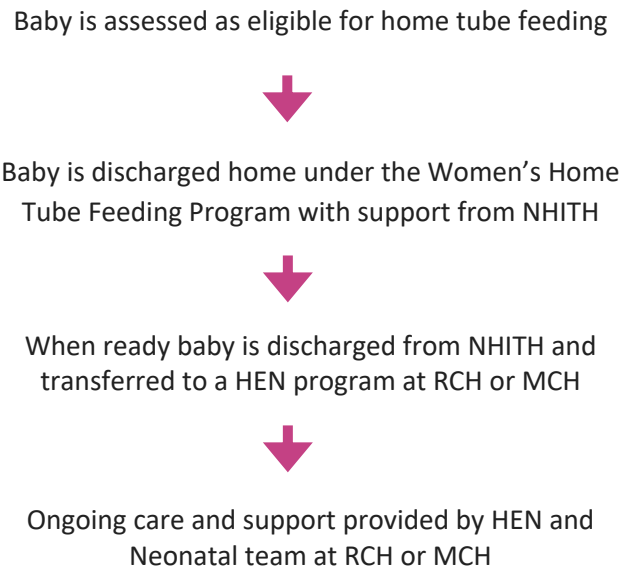 Baby is assessed as eligible for home tube feeding
Baby is discharged home under the Women’s Home
Tube Feeding Program with support from NHITH
When ready baby is discharged from NHITH and
transferred to a HEN program at RCH or MCH
Ongoing care and support provided by HEN and
Neonatal team at RCH or MCH